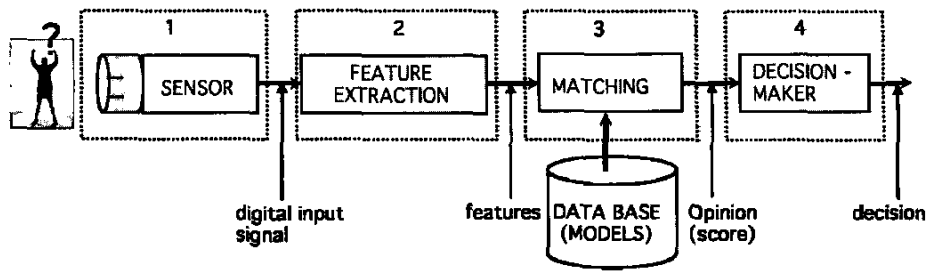 1
2
3
4
?
SENSOR
FEATURE
EXTRACTION
MATCHING
DECISION -
MAKER
digital input
signal
features
DATA BASE
(MODELS)
Opinion
(score)
decision